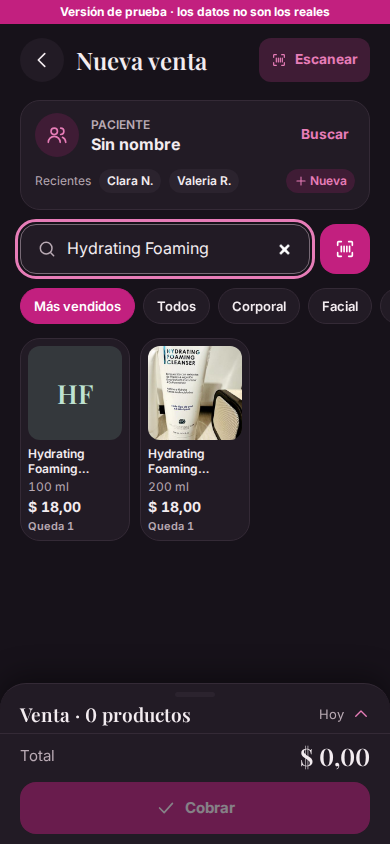 Versión de prueba · los datos no son los reales
Nueva venta
Escanear
PACIENTE
Sin nombre
Buscar
Recientes
Clara N.
Valeria R.
+ Nueva
Hydrating Foaming
×
Más vendidos
Todos
Corporal
Facial
HF
Hydrating
Foaming...
100 ml
$ 18,00
Queda 1
HYDRATING
FOAMING
CLEANSER
Hydrating
Foaming...
200 ml
$ 18,00
Queda 1
Venta · 0 productos
Hoy
Total
$ 0,00
Cobrar